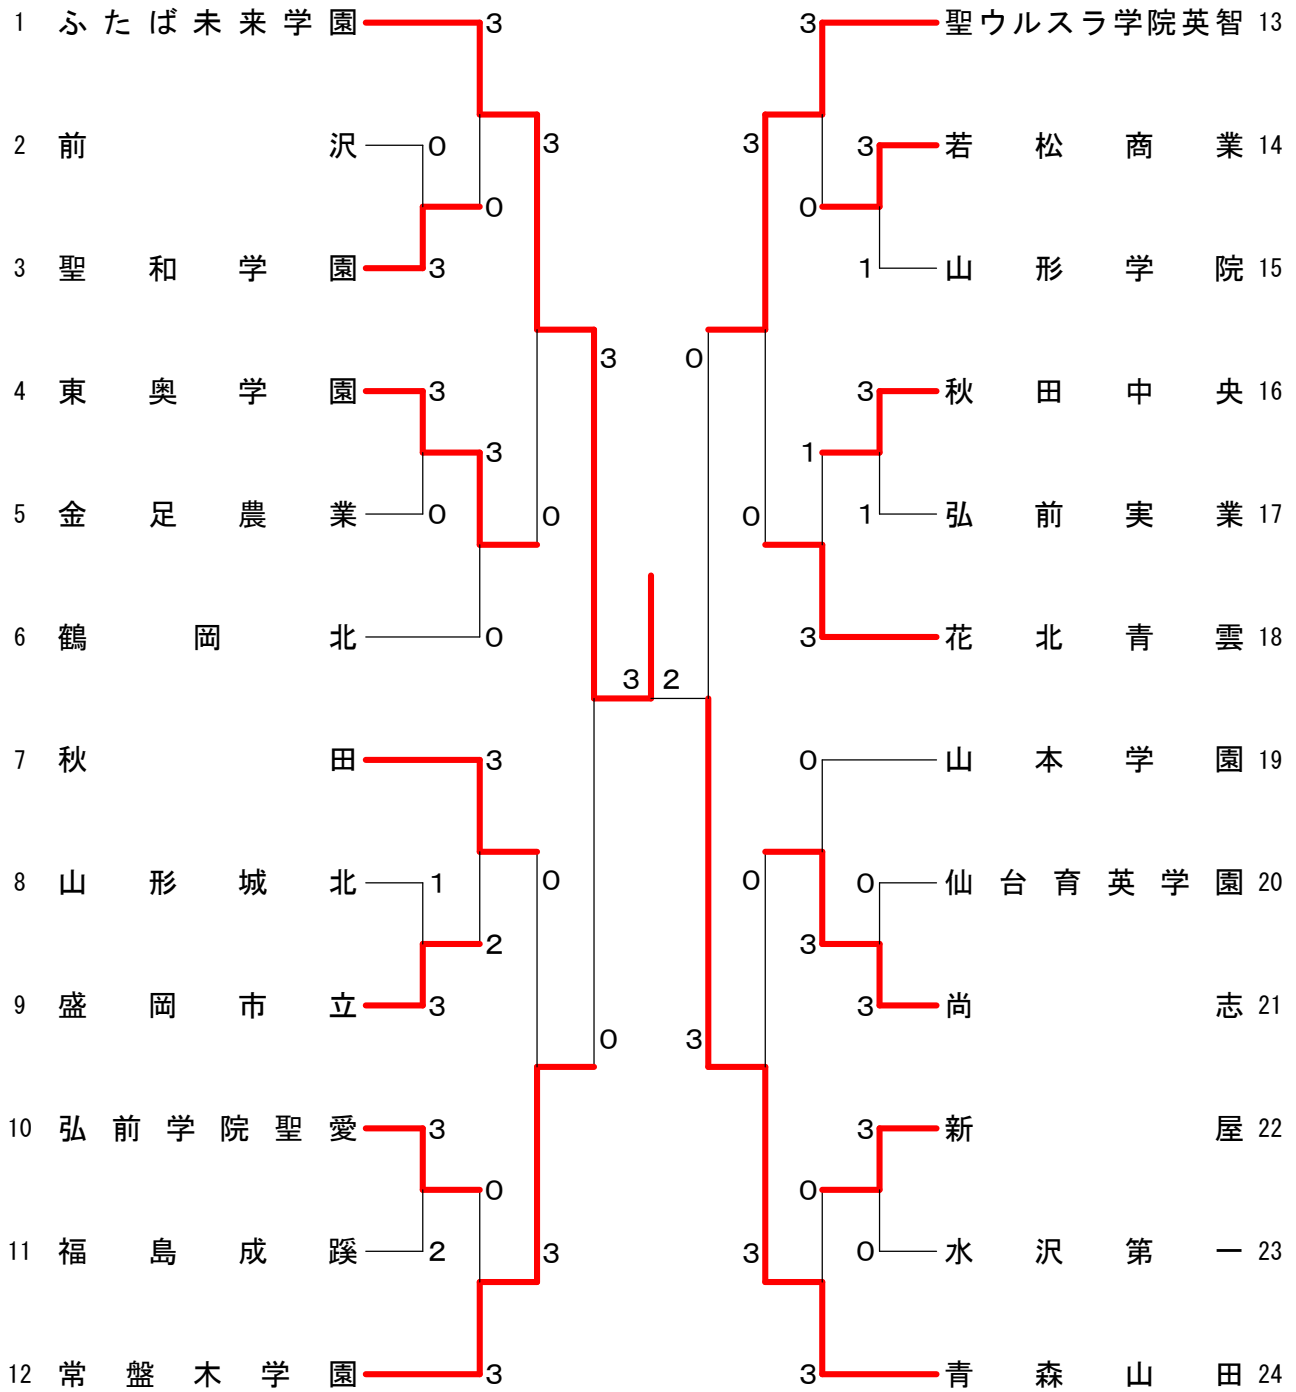 1 ふたば未来学園 3 3 聖ウルスラ学院英智 13
2 前沢 0 3 3 3 若松商業 14
0 0
3 聖和学園 3 1 山形学院 15
3 0
4 東奥学園 3 3 秋田中央 16
3 1
5 金足農業 0 0 0 1 弘前実業 17
6 鶴岡北 0 3 花北青雲 18
3 2
7 秋田 3 0 山本学園 19
8 山形城北 1 0 0 0 仙台育英学園 20
2 3
9 盛岡市立 3 3 尚志 21
0 3
10 弘前学院聖愛 3 3 新屋 22
0 0
11 福島成蹊 2 3 3 0 水沢第一 23
12 常盤木学園 3 3 青森山田 24